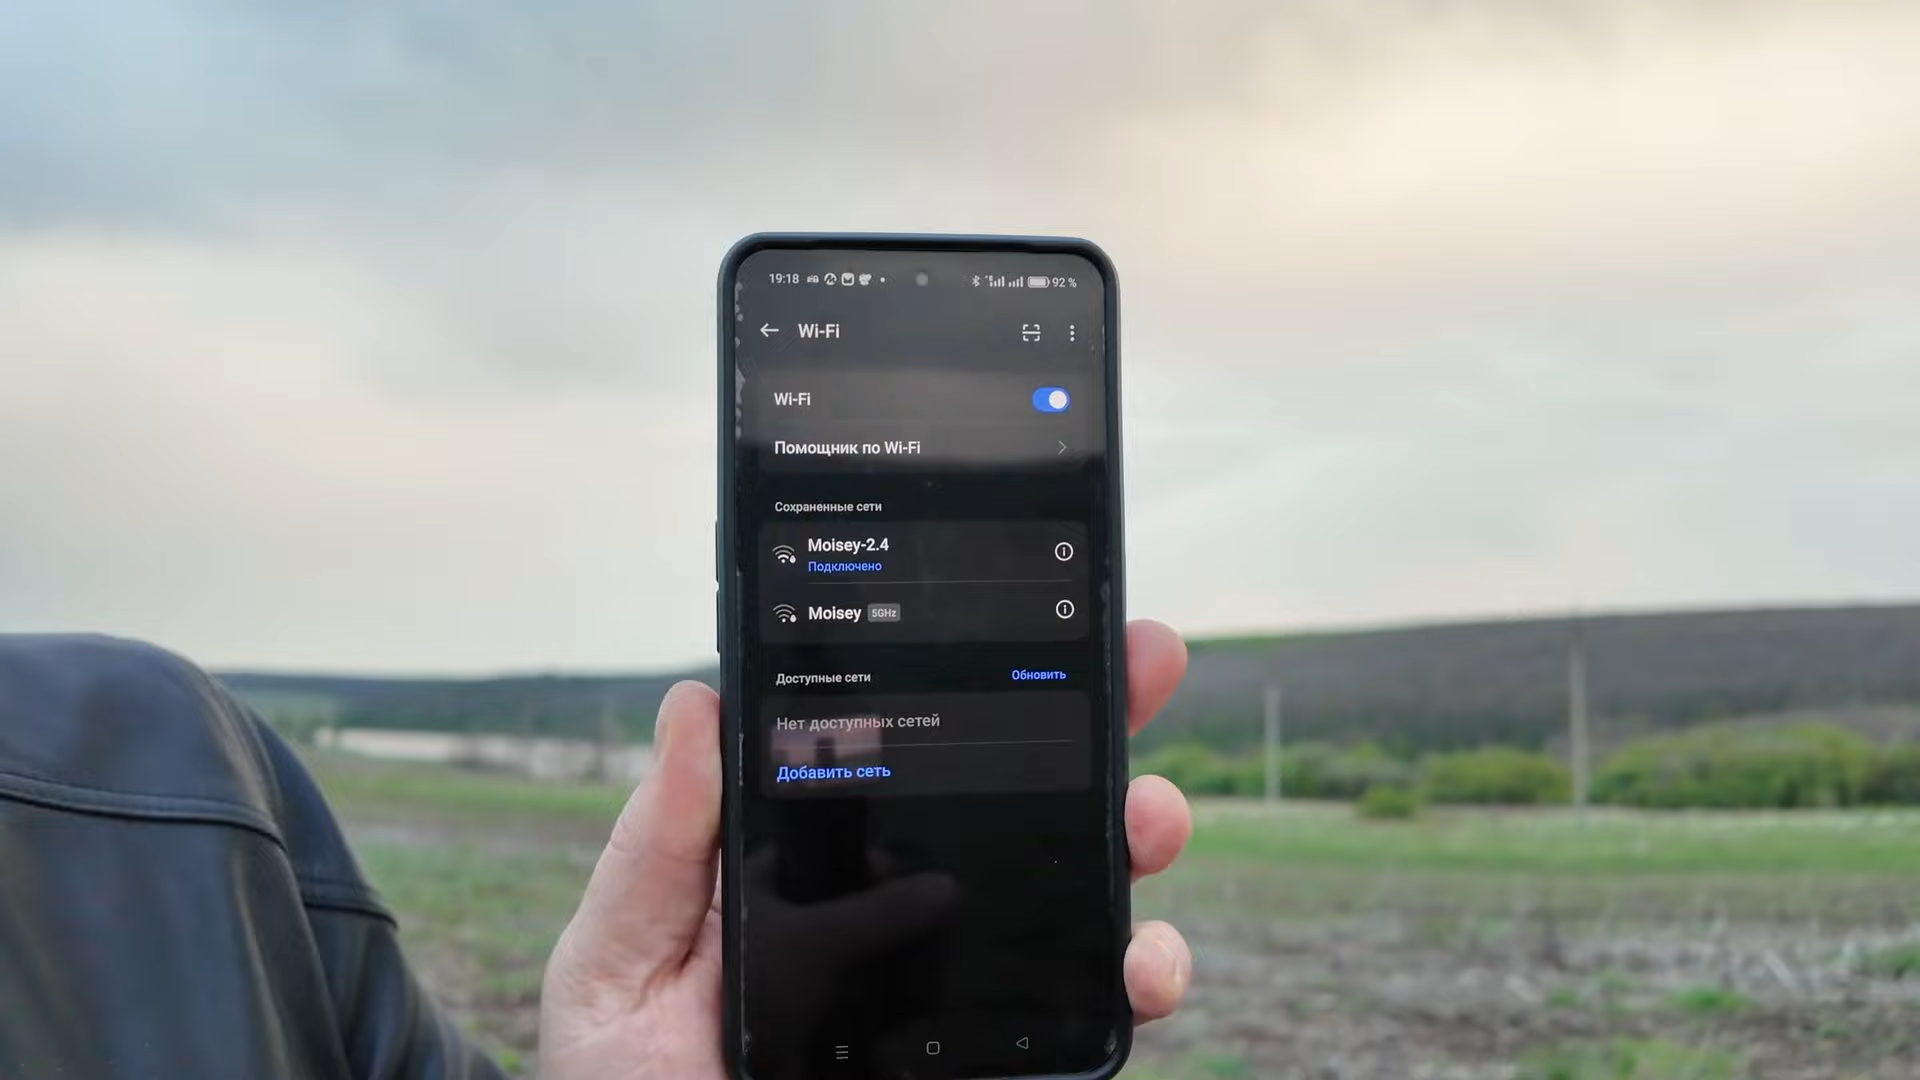 19:18 92 %
Wi-Fi
Wi-Fi
Помощник по Wi-Fi
Сохраненные сети
Moisey-2.4
Подключено
Moisey 5GHz
Доступные сети Обновить
Нет доступных сетей
Добавить сеть